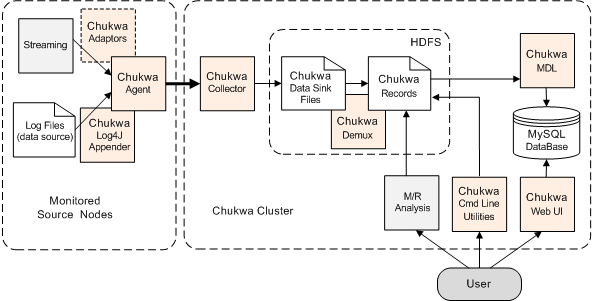 Streaming
Chukwa
Adaptors
Chukwa
Agent
Log Files
(data source)
Chukwa
Log4J
Appender
Monitored
Source Nodes
Chukwa
Collector
HDFS
Chukwa
Data Sink
Files
Chukwa
Records
Chukwa
Demux
Chukwa
MDL
MySQL
DataBase
M/R
Analysis
Chukwa
Cmd Line
Utilities
Chukwa
Web UI
Chukwa Cluster
User